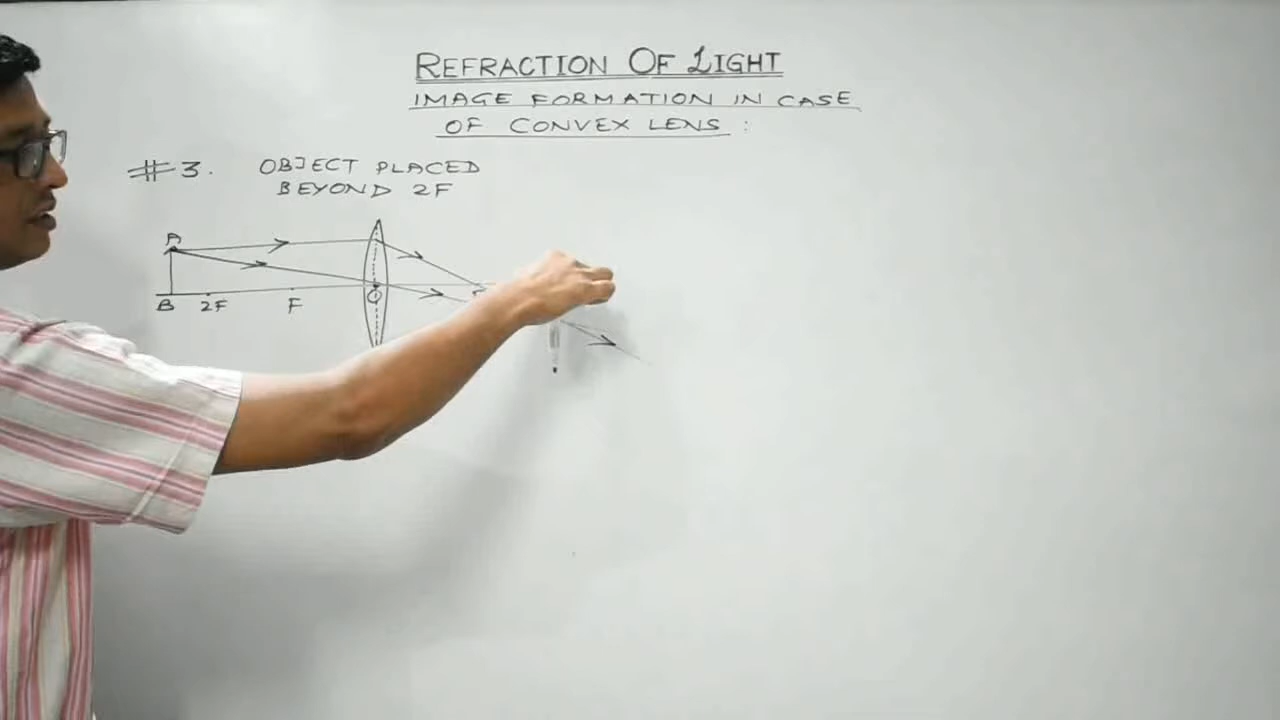 REFRACTION OF LIGHT
IMAGE FORMATION IN CASE
OF CONVEX LENS :
#3. OBJECT PLACED
BEYOND 2F
A
B 2F F O